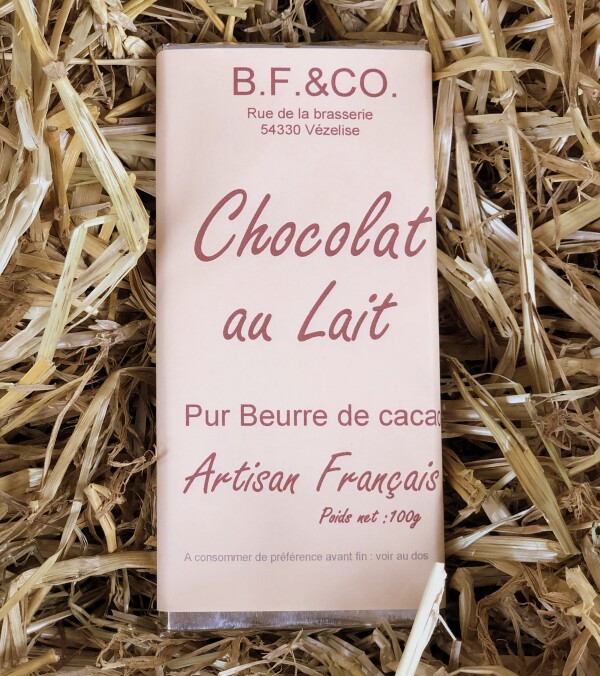 B.F.&CO.
Rue de la brasserie
54330 Vézelise
Chocolat
au Lait
Pur Beurre de cacao
Artisan Français
Poids net :100g
A consommer de préférence avant fin : voir au dos